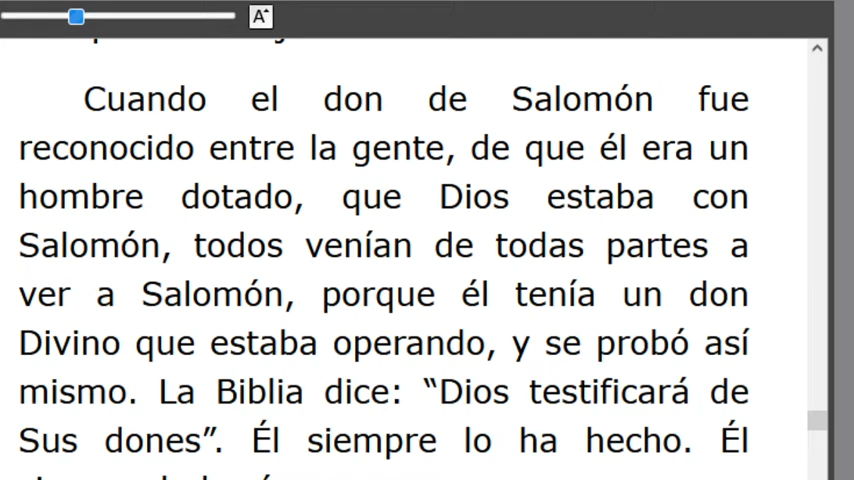 A
Cuando el don de Salomón fue
reconocido entre la gente, de que él era un
hombre dotado, que Dios estaba con
Salomón, todos venían de todas partes a
ver a Salomón, porque él tenía un don
Divino que estaba operando, y se probó así
mismo. La Biblia dice: “Dios testificará de
Sus dones”. Él siempre lo ha hecho. Él